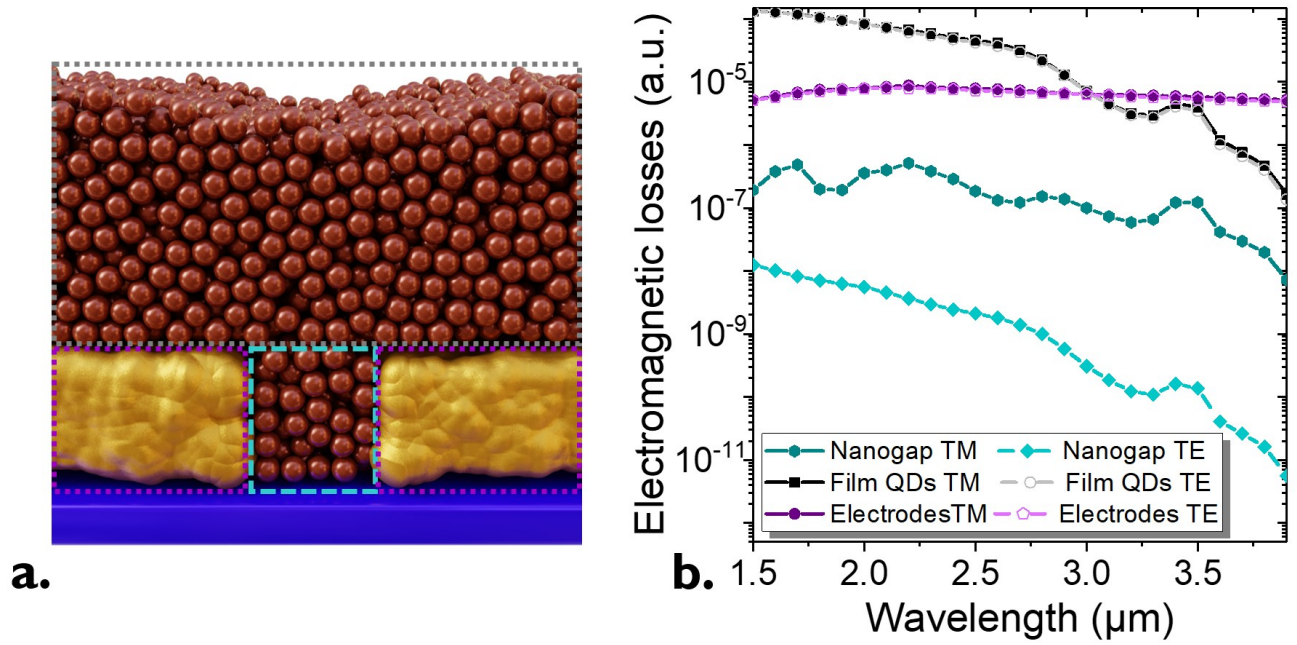 a.
b.
Electromagnetic losses (a.u.)
10-5
10-7
10-9
10-11
Nanogap TM
Nanogap TE
Film QDs TM
Film QDs TE
ElectrodesTM
Electrodes TE
1.5 2.0 2.5 3.0 3.5
Wavelength (μm)